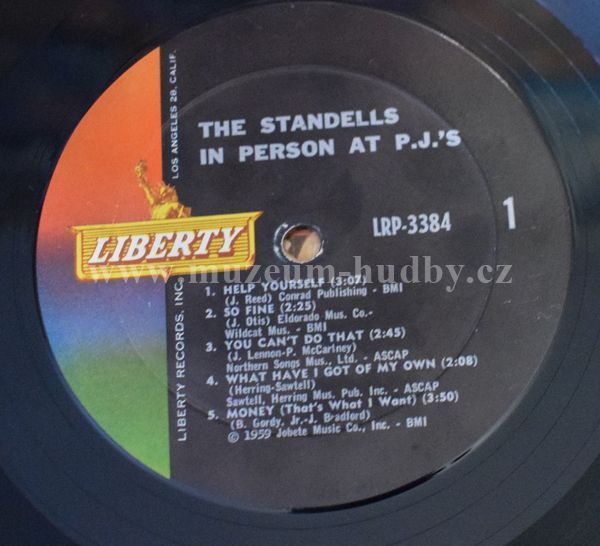 THE STANDELLS
IN PERSON AT P.J.'S
LRP-3384
1
LIBERTY
LOS ANGELES 28, CALIF.
LIBERTY RECORDS, INC.
www.muzeum-hudby.cz
1. HELP YOURSELF (3:07)
(J. Reed) Conrad Publishing - BMI
2. SO FINE (2:25)
(J. Otis) Eldorado Mus. Co.-
Wildcat Mus. - BMI
3. YOU CAN'T DO THAT (2:45)
(J. Lennon-P. McCartney)
Northern Songs Mus., Ltd. - ASCAP
4. WHAT HAVE I GOT OF MY OWN (2:08)
(Herring-Sawtell)
Sawtell, Herring Mus. Pub. Inc. - ASCAP
5. MONEY (That's What I Want) (3:50)
(B. Gordy, Jr.-J. Bradford)
© 1959 Jobete Music Co., Inc. - BMI